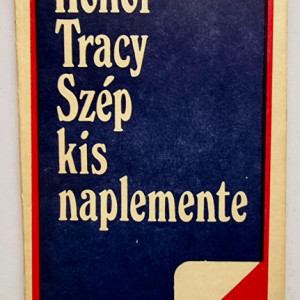 Honor
Tracy
Szép
kis
naplemente